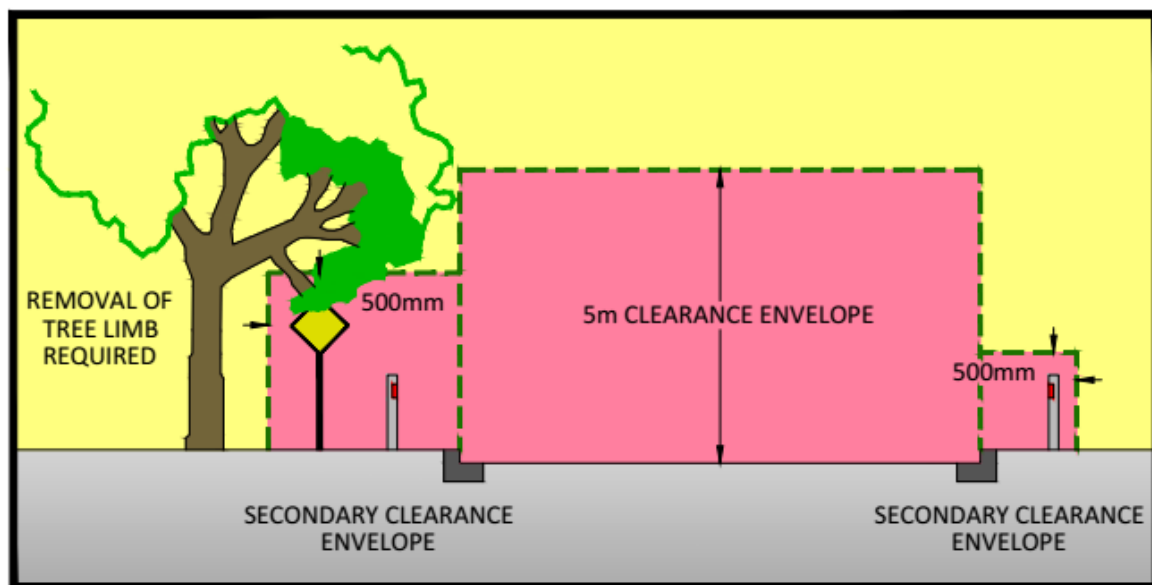 REMOVAL OF
TREE LIMB
REQUIRED
500mm
5m CLEARANCE ENVELOPE
500mm
SECONDARY CLEARANCE
ENVELOPE
SECONDARY CLEARANCE
ENVELOPE